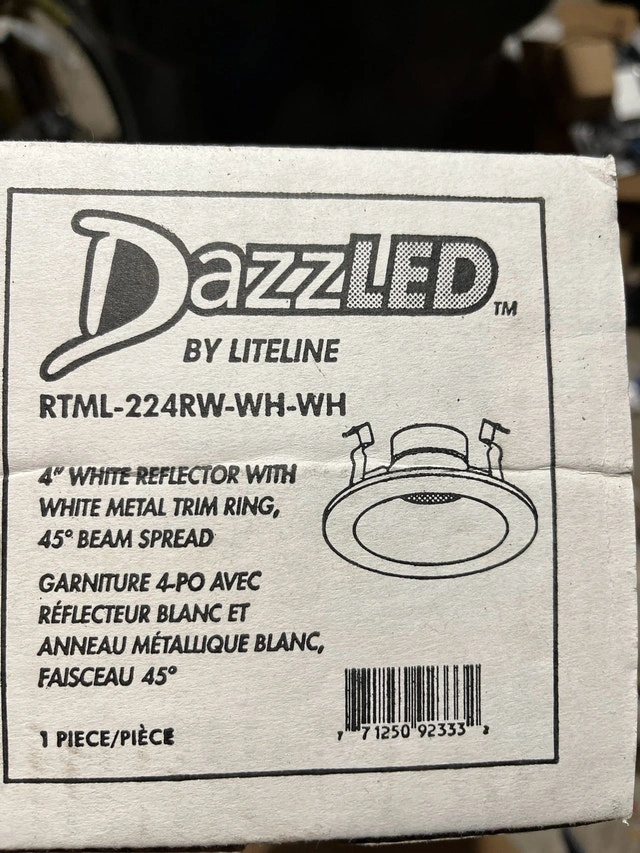 DazzLED™
BY LITELINE
RTML-224RW-WH-WH
4" WHITE REFLECTOR WITH
WHITE METAL TRIM RING,
45° BEAM SPREAD
GARNITURE 4-PO AVEC
RÉFLECTEUR BLANC ET
ANNEAU MÉTALLIQUE BLANC,
FAISCEAU 45°
1 PIECE/PIÈCE
7 71250 92333 2